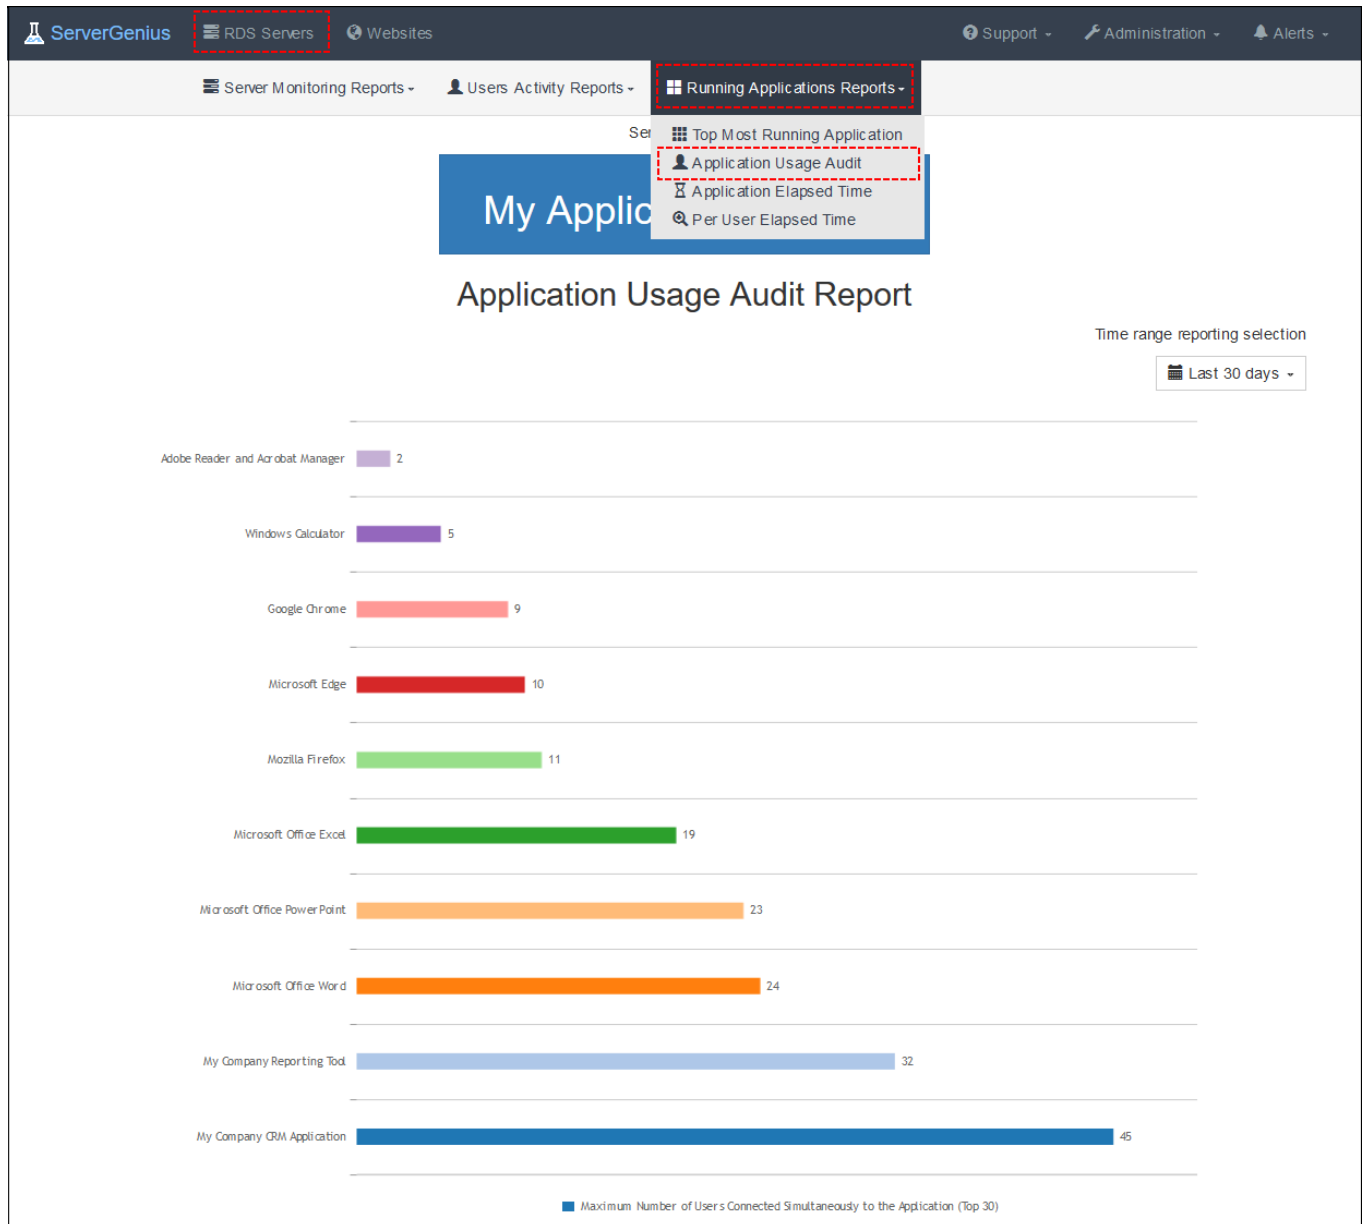 ServerGenius RDS Servers Websites Support Administration Alerts
Server Monitoring Reports Users Activity Reports Running Applications Reports
Top Most Running Application
Application Usage Audit
Application Elapsed Time
Per User Elapsed Time
My Applic
Application Usage Audit Report
Time range reporting selection
Last 30 days
Adobe Reader and Acrobat Manager 2
Windows Calculator 5
Google Chrome 9
Microsoft Edge 10
Mozilla Firefox 11
Microsoft Office Excel 19
Microsoft Office PowerPoint 23
Microsoft Office Word 24
My Company Reporting Tool 32
My Company CRM Application 45
Maximum Number of Users Connected Simultaneously to the Application (Top 30)